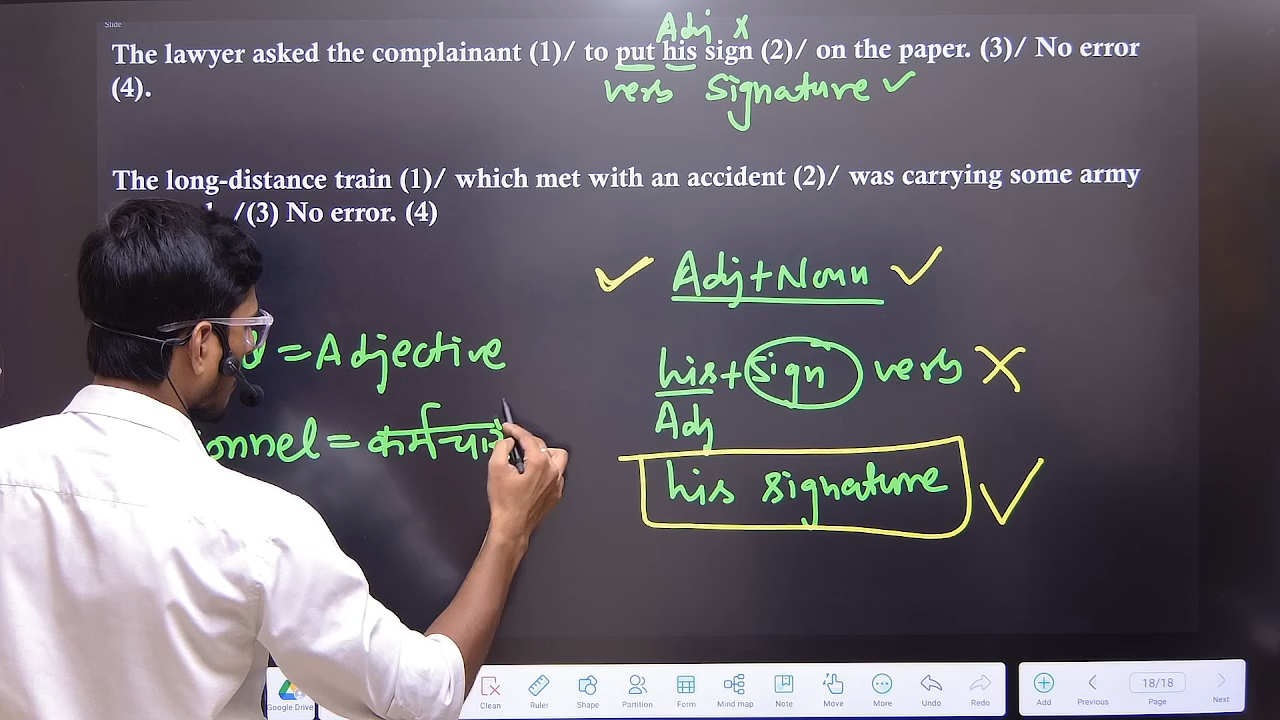 Slide
Adj x
The lawyer asked the complainant (1)/ to put his sign (2)/ on the paper. (3)/ No error
(4).
verb Signature ✓
The long-distance train (1)/ which met with an accident (2)/ was carrying some army
/(3) No error. (4)
✓ Adj+Noun ✓
= Adjective
his + sign verb X
Adj
onnel =
his signature ✓
Google Drive
Clean
Ruler
Shape
Partition
Form
Mind map
Note
Move
More
Undo
Redo
Add
Previous
18/18
Page
Next